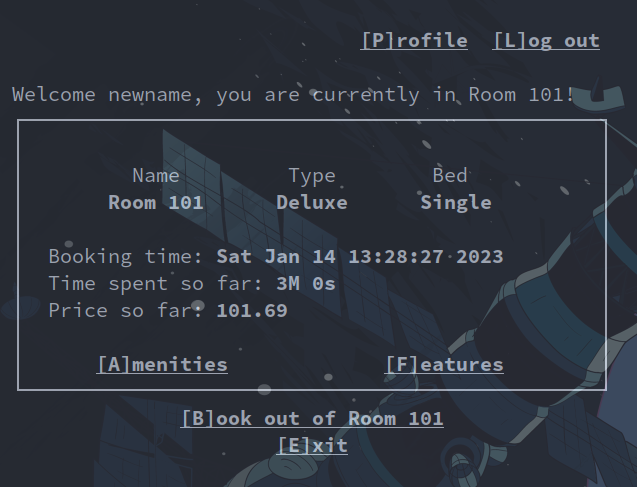 [P]rofile [L]og out
Welcome newname, you are currently in Room 101!
Name Type Bed
Room 101 Deluxe Single
Booking time: Sat Jan 14 13:28:27 2023
Time spent so far: 3M 0s
Price so far: 101.69
[A]menities [F]eatures
[B]ook out of Room 101
[E]xit